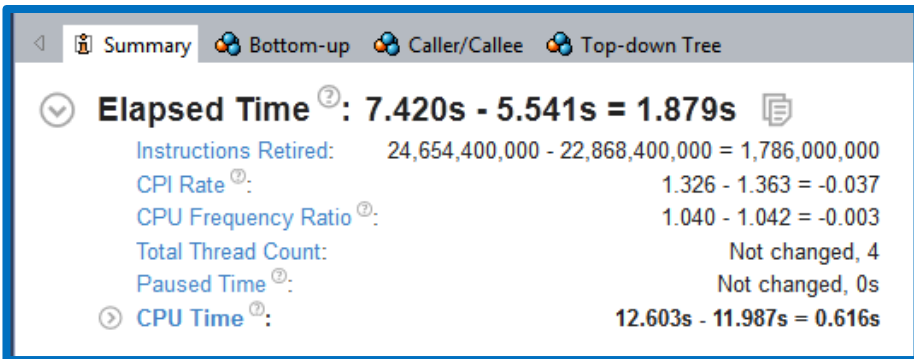 Summary Bottom-up Caller/Callee Top-down Tree
Elapsed Time ?: 7.420s - 5.541s = 1.879s
Instructions Retired: 24,654,400,000 - 22,868,400,000 = 1,786,000,000
CPI Rate ?: 1.326 - 1.363 = -0.037
CPU Frequency Ratio ?: 1.040 - 1.042 = -0.003
Total Thread Count: Not changed, 4
Paused Time ?: Not changed, 0s
CPU Time ?: 12.603s - 11.987s = 0.616s